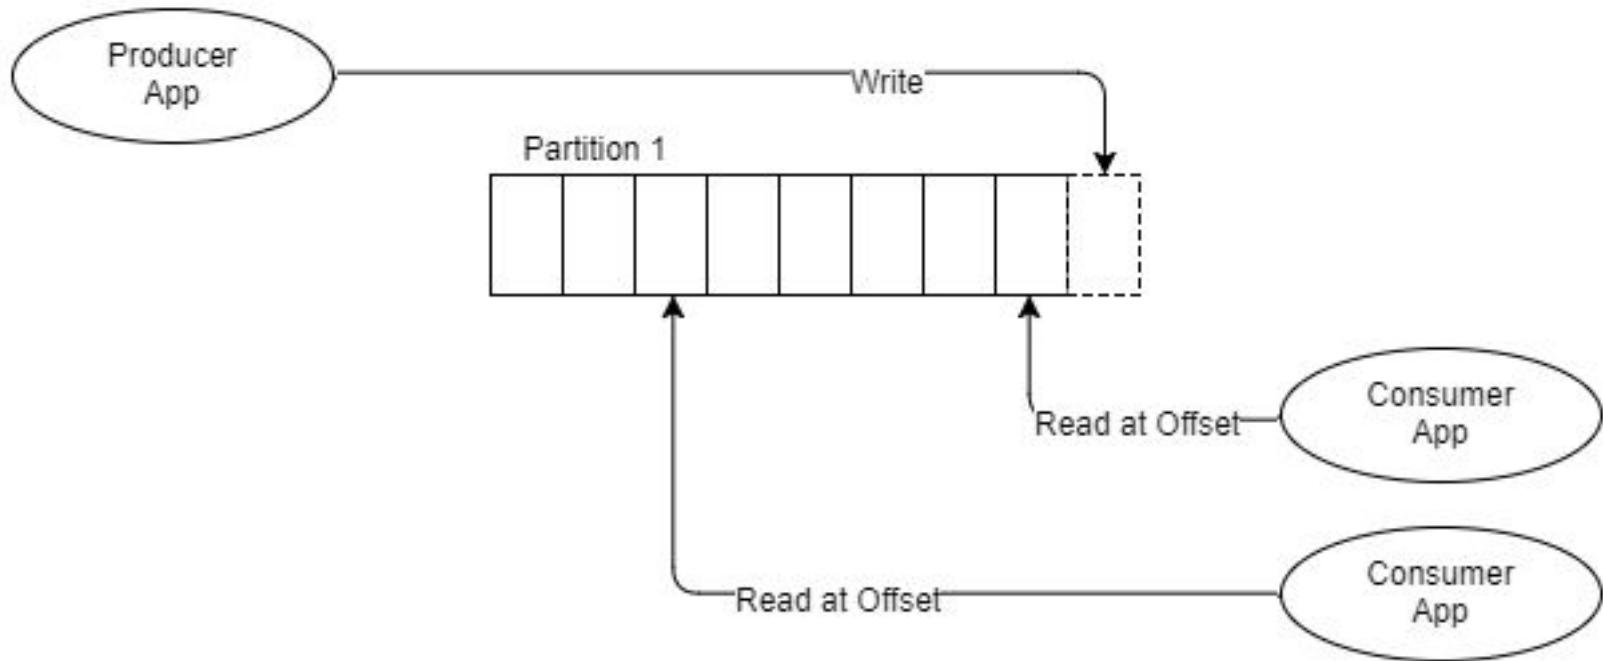 Producer
App
Write
Partition 1
Consumer
App
Read at Offset
Consumer
App
Read at Offset